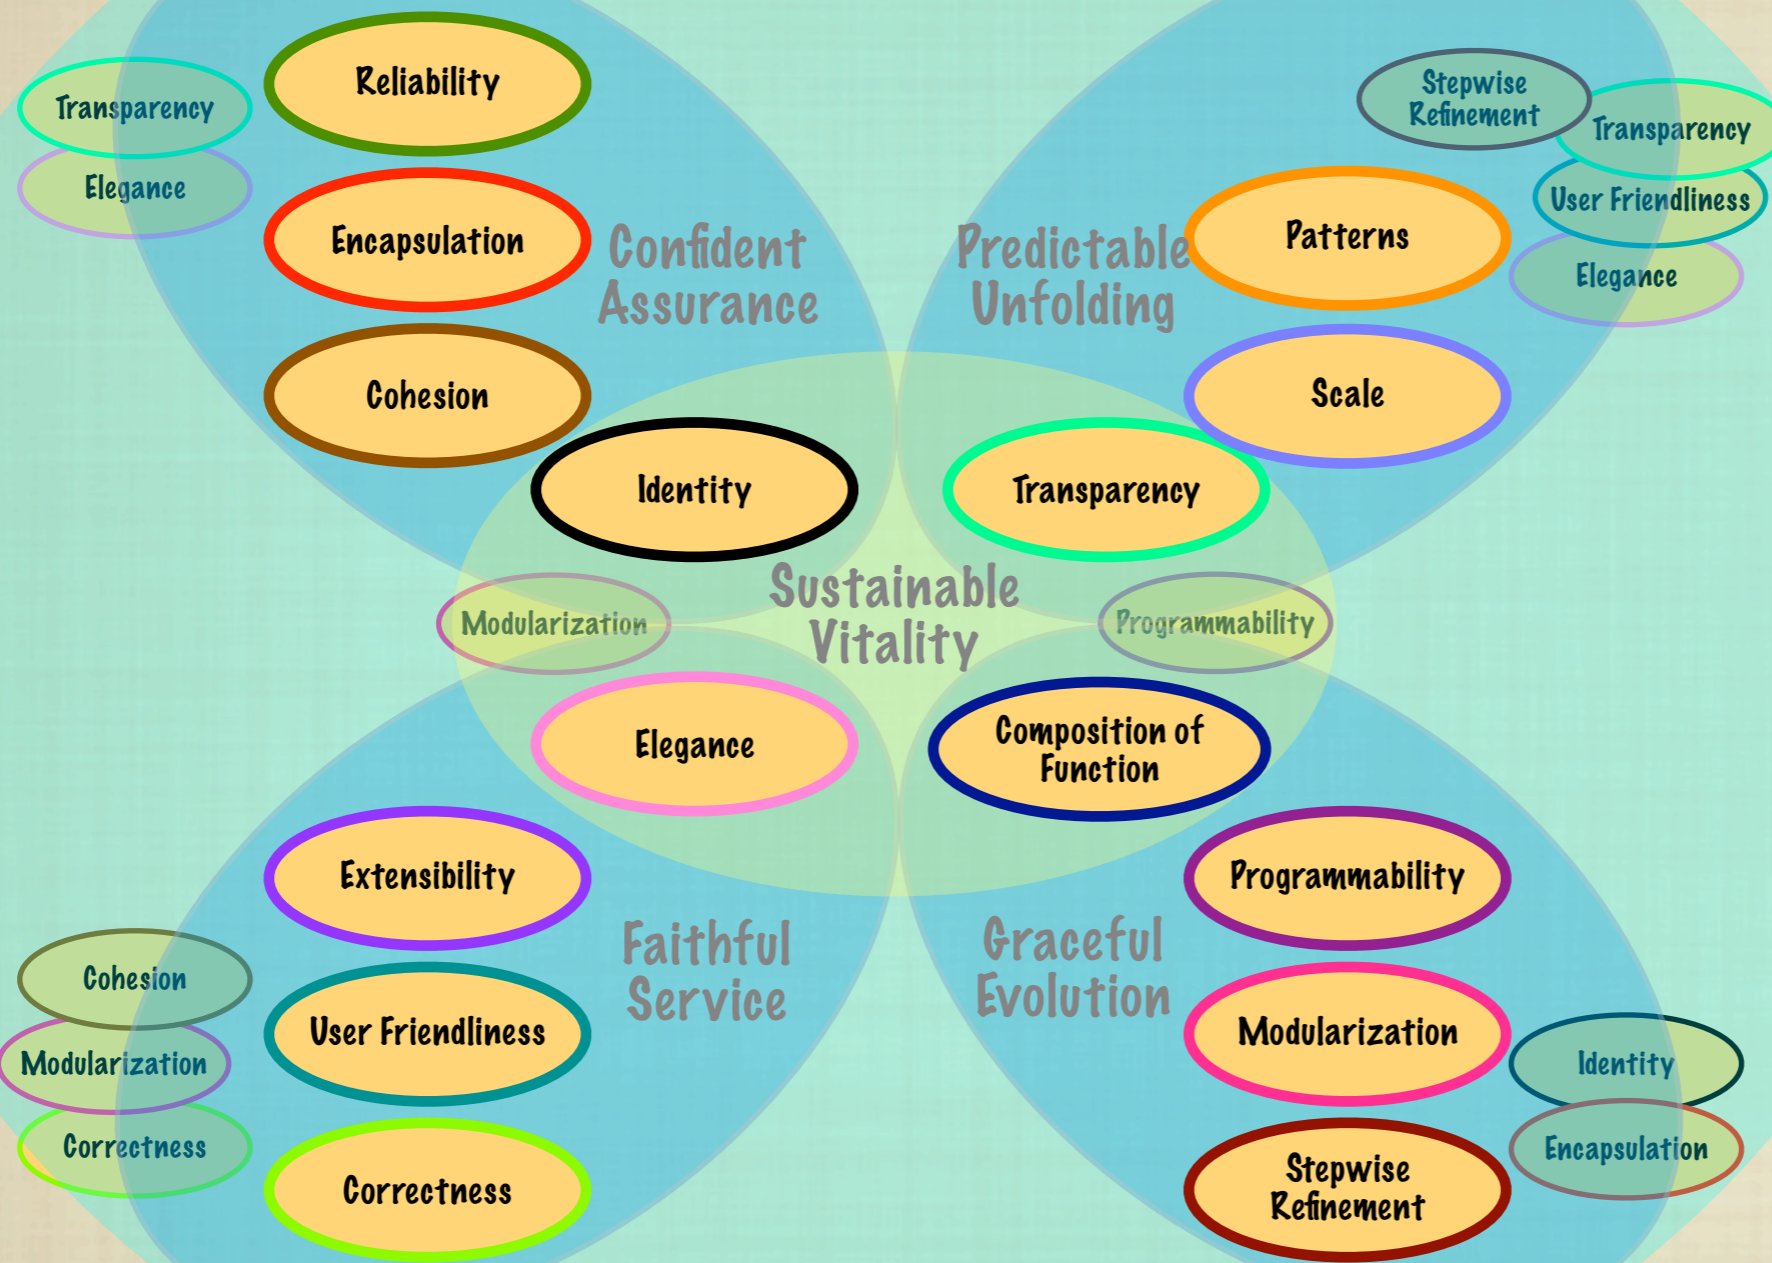 Reliability
Transparency
Elegance
Encapsulation
Confident
Assurance
Cohesion
Identity
Stepwise
Refinement
Transparency
User Friendliness
Elegance
Predictable
Unfolding
Patterns
Scale
Transparency
Sustainable
Vitality
Modularization
Programmability
Elegance
Composition of
Function
Extensibility
Faithful
Service
Cohesion
Modularization
Correctness
User Friendliness
Correctness
Programmability
Graceful
Evolution
Modularization
Identity
Encapsulation
Stepwise
Refinement